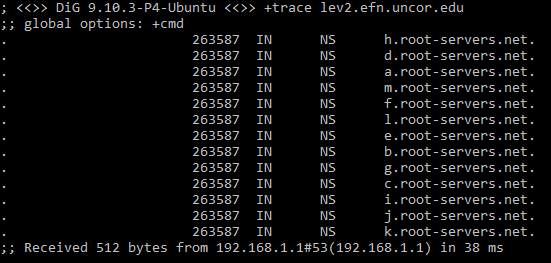 ; <<>> DiG 9.10.3-P4-Ubuntu <<>> +trace lev2.efn.uncor.edu
;; global options: +cmd
. 263587 IN NS h.root-servers.net.
. 263587 IN NS d.root-servers.net.
. 263587 IN NS a.root-servers.net.
. 263587 IN NS m.root-servers.net.
. 263587 IN NS f.root-servers.net.
. 263587 IN NS l.root-servers.net.
. 263587 IN NS e.root-servers.net.
. 263587 IN NS b.root-servers.net.
. 263587 IN NS g.root-servers.net.
. 263587 IN NS c.root-servers.net.
. 263587 IN NS i.root-servers.net.
. 263587 IN NS j.root-servers.net.
. 263587 IN NS k.root-servers.net.
;; Received 512 bytes from 192.168.1.1#53(192.168.1.1) in 38 ms